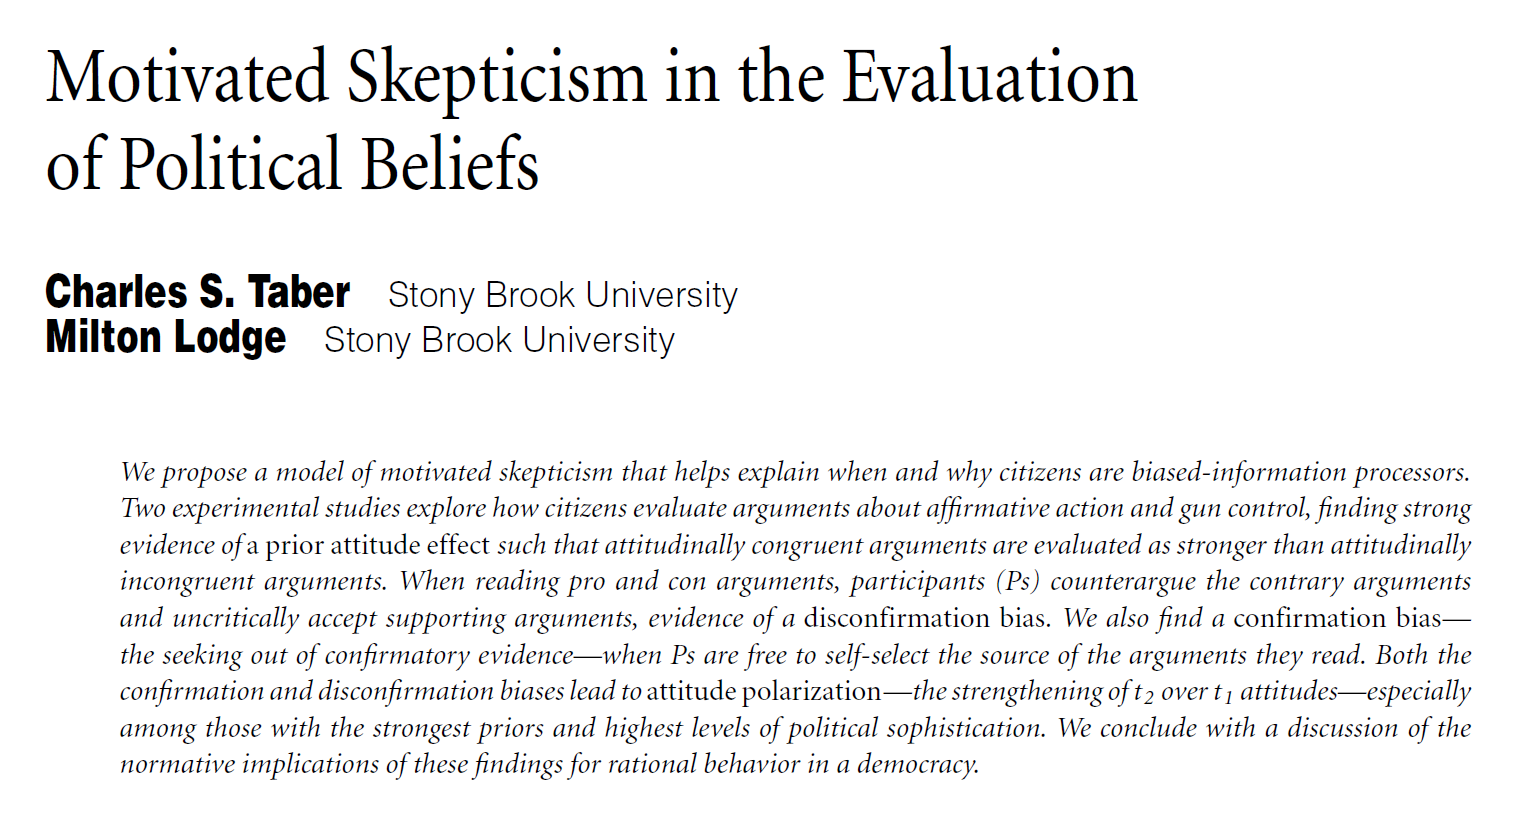 Motivated Skepticism in the Evaluation
of Political Beliefs
Charles S. Taber Stony Brook University
Milton Lodge Stony Brook University
We propose a model of motivated skepticism that helps explain when and why citizens are biased-information processors.
Two experimental studies explore how citizens evaluate arguments about affirmative action and gun control, finding strong
evidence of a prior attitude effect such that attitudinally congruent arguments are evaluated as stronger than attitudinally
incongruent arguments. When reading pro and con arguments, participants (Ps) counterargue the contrary arguments
and uncritically accept supporting arguments, evidence of a disconfirmation bias. We also find a confirmation bias—
the seeking out of confirmatory evidence—when Ps are free to self-select the source of the arguments they read. Both the
confirmation and disconfirmation biases lead to attitude polarization—the strengthening of t2 over t1 attitudes—especially
among those with the strongest priors and highest levels of political sophistication. We conclude with a discussion of the
normative implications of these findings for rational behavior in a democracy.